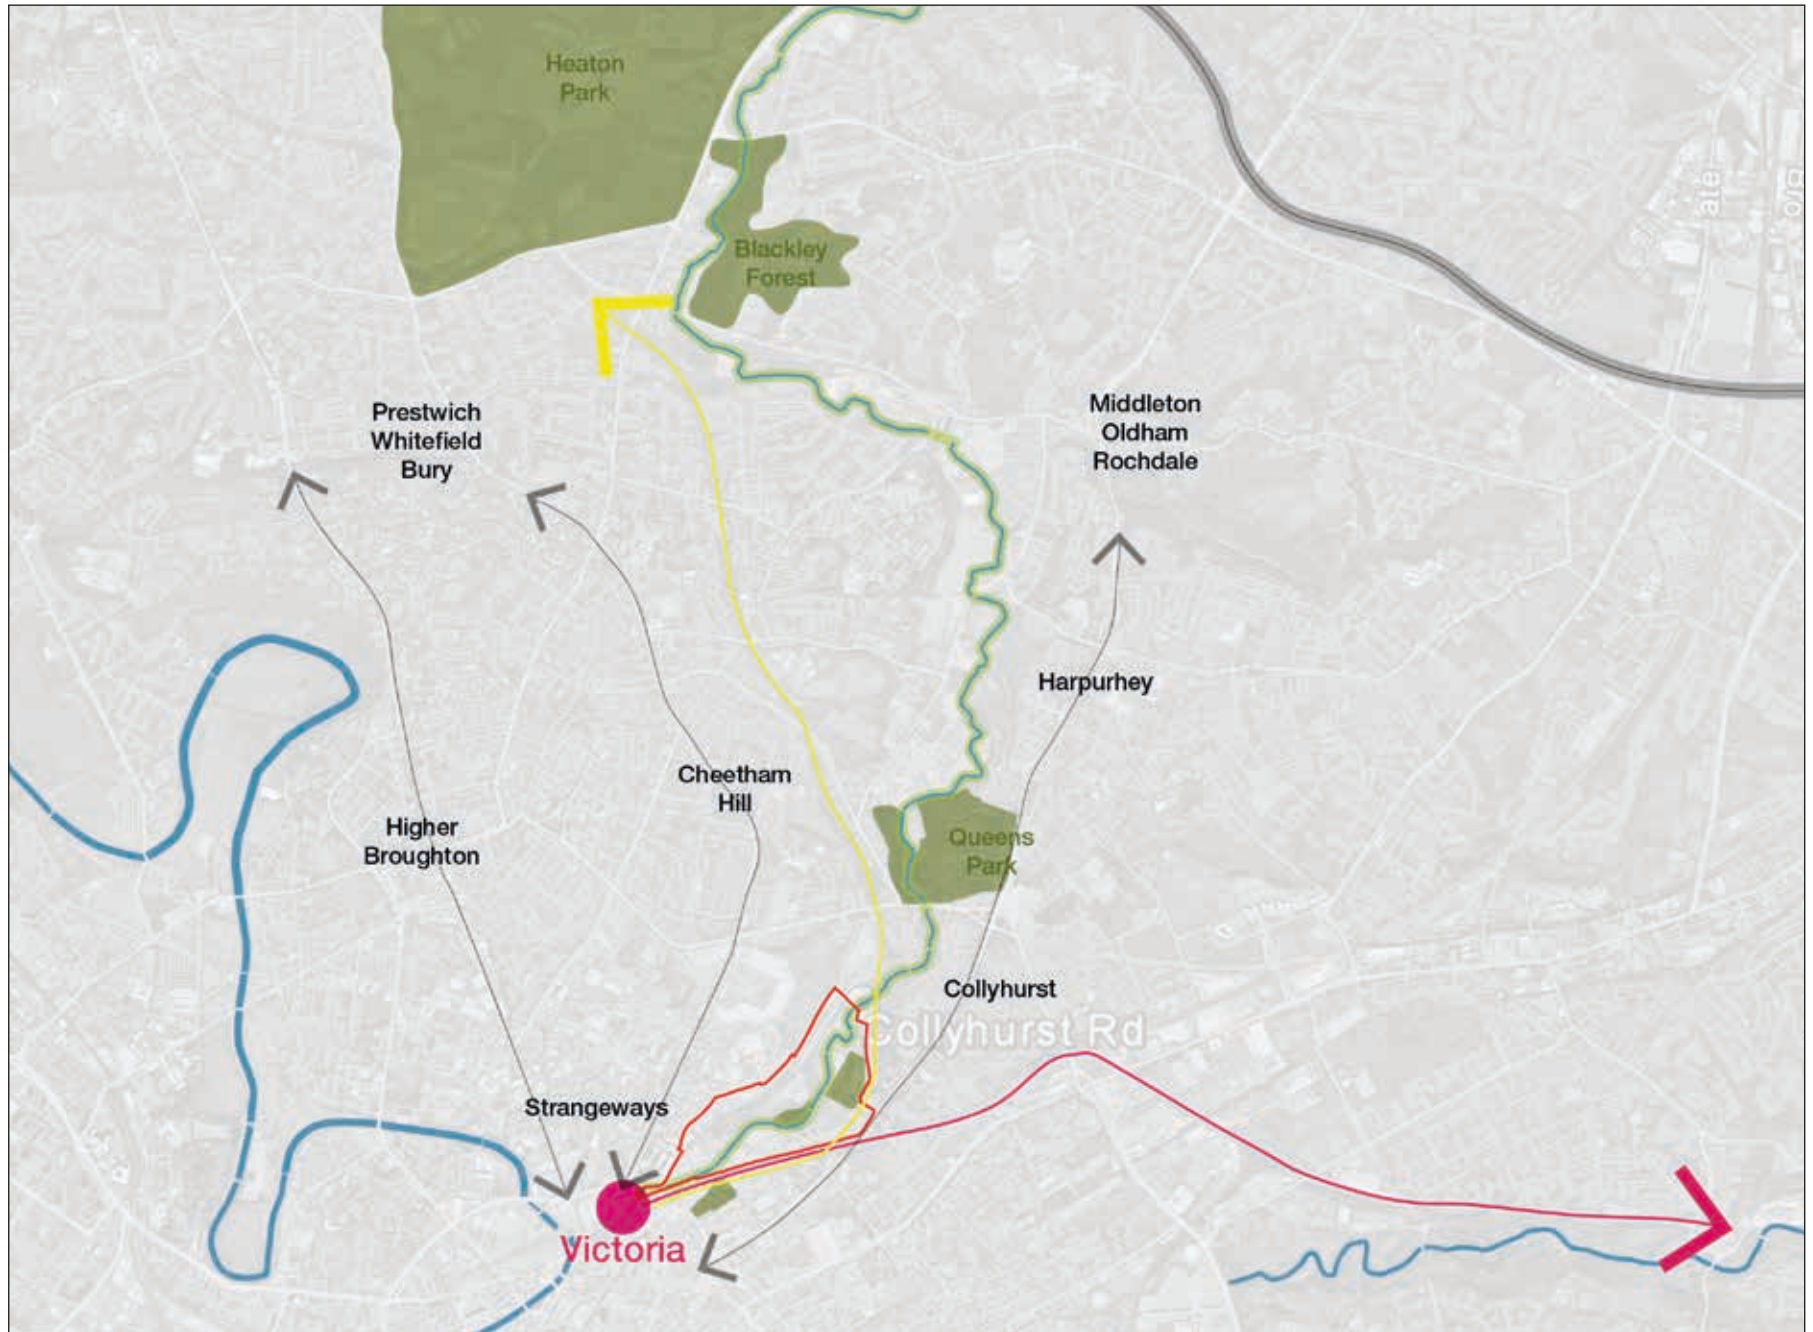 Heaton
Park
Blackley
Forest
Prestwich
Whitefield
Bury
Middleton
Oldham
Rochdale
Harpurhey
Cheetham
Hill
Higher
Broughton
Queens
Park
Collyhurst
Collyhurst Rd
Strangeways
Victoria